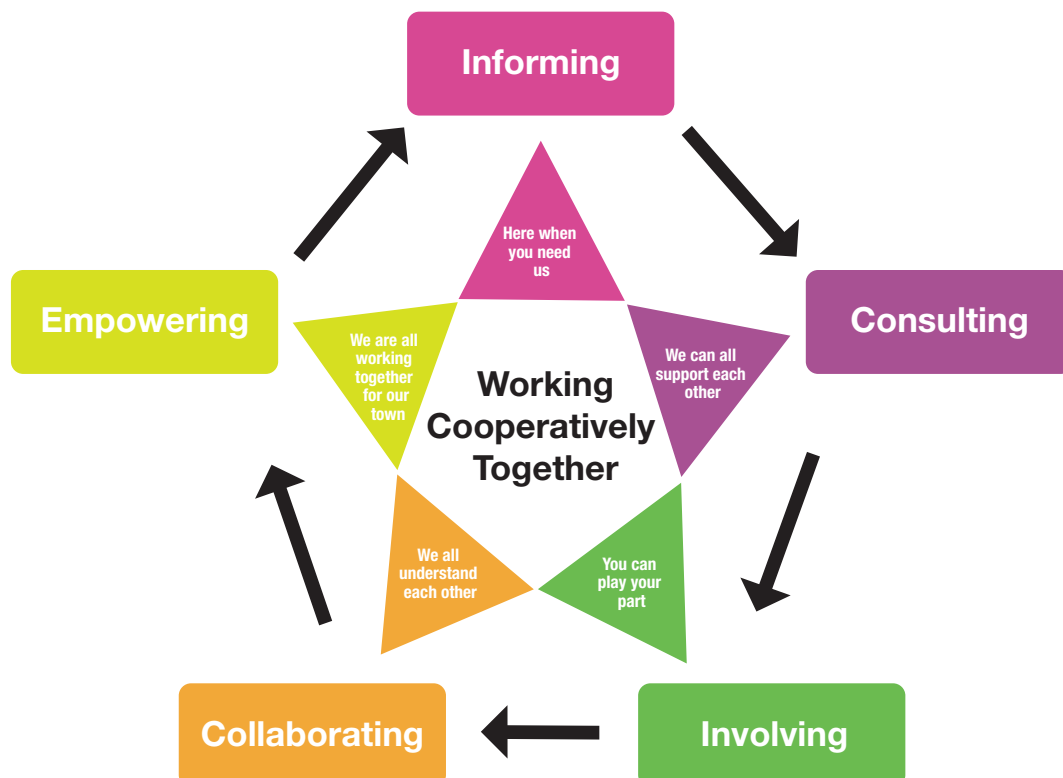 Informing
Here when
you need
us
Empowering
Consulting
We are all
working
together
for our
town
We can all
support each
other
Working
Cooperatively
Together
We all
understand
each other
You can
play your
part
Collaborating
Involving